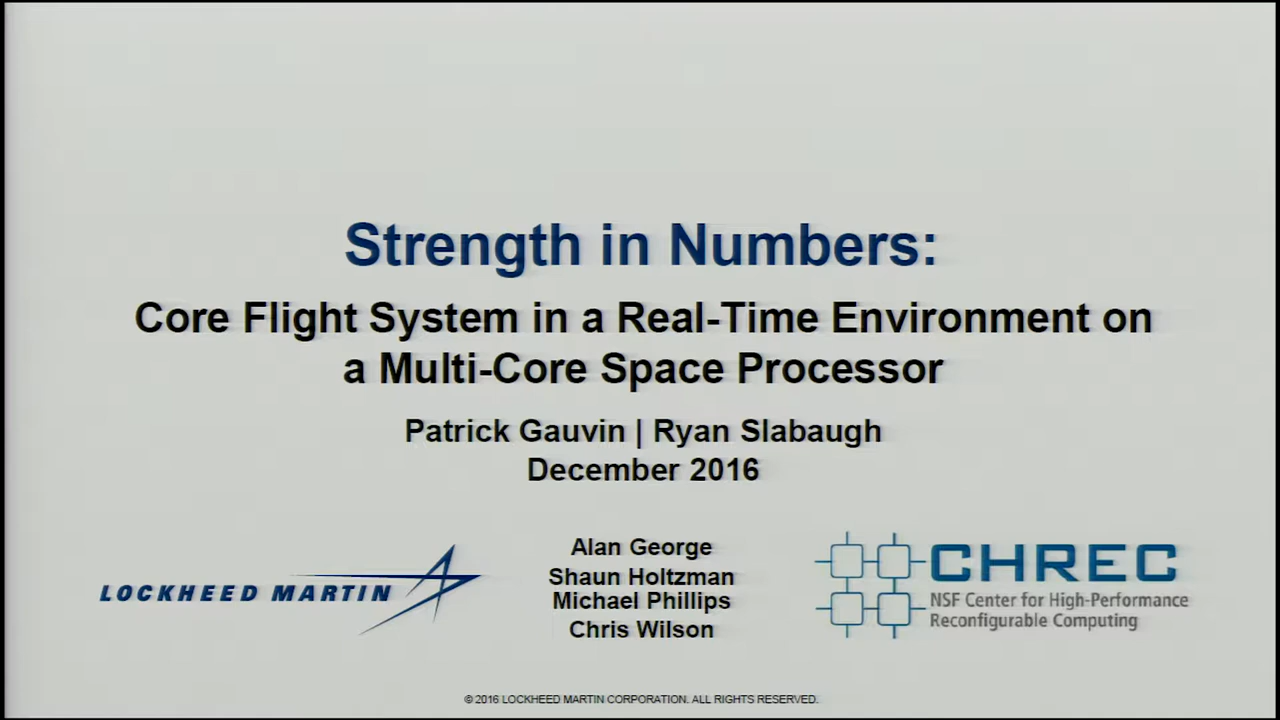 Strength in Numbers:
Core Flight System in a Real-Time Environment on
a Multi-Core Space Processor
Patrick Gauvin | Ryan Slabaugh
December 2016
Alan George
Shaun Holtzman
Michael Phillips
Chris Wilson
LOCKHEED MARTIN
CHREC
NSF Center for High-Performance
Reconfigurable Computing
© 2016 LOCKHEED MARTIN CORPORATION. ALL RIGHTS RESERVED.